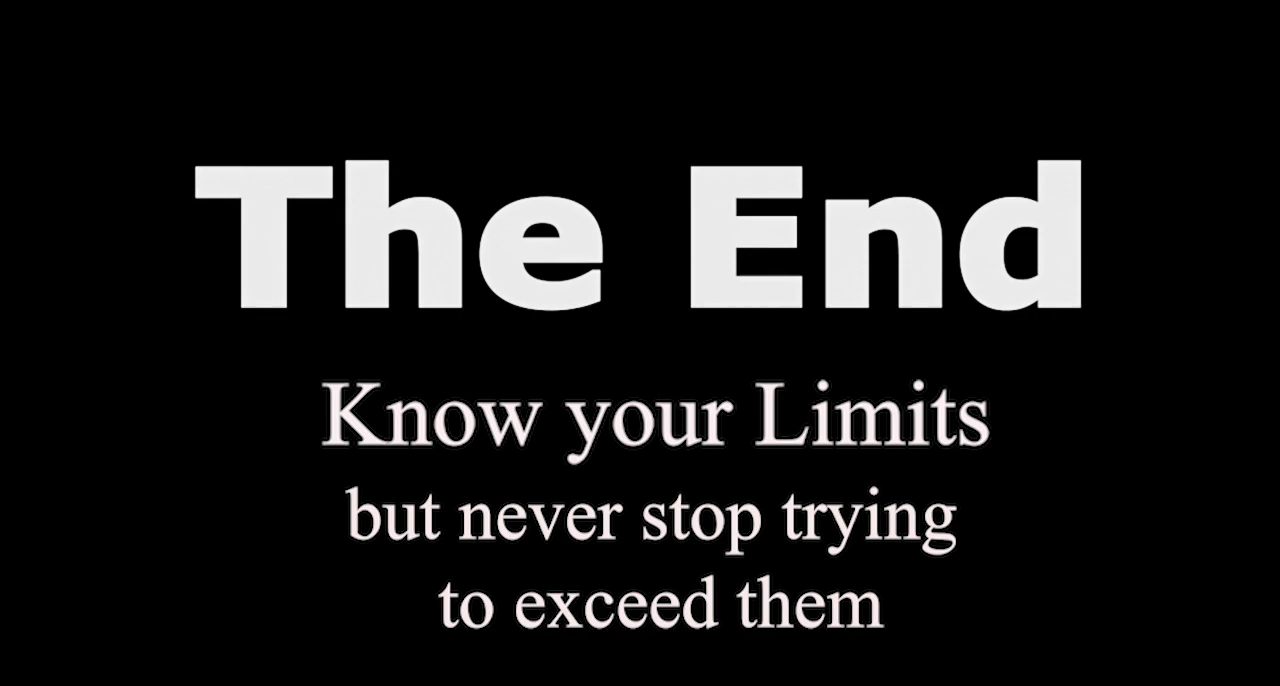 The End
Know your Limits
but never stop trying
to exceed them